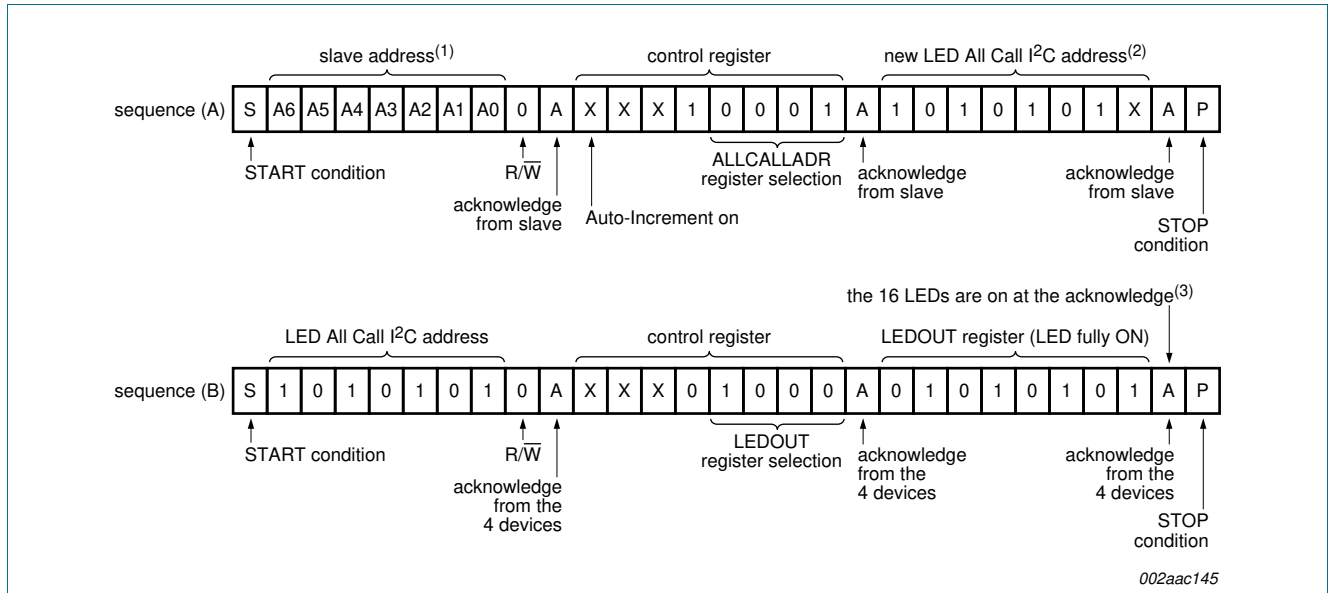 slave address(1) control register new LED All Call I2C address(2)
sequence (A) S A6 A5 A4 A3 A2 A1 A0 0 A X X X 1 0 0 0 1 A 1 0 1 0 1 0 1 X A P
START condition
R/W
acknowledge
from slave
Auto-Increment on
ALLCALLADR
register selection
acknowledge
from slave
acknowledge
from slave
STOP
condition
the 16 LEDs are on at the acknowledge(3)
LED All Call I2C address control register LEDOUT register (LED fully ON)
sequence (B) S 1 0 1 0 1 0 1 0 A X X X 0 1 0 0 0 A 0 1 0 1 0 1 0 1 A P
START condition
R/W
acknowledge
from the
4 devices
LEDOUT
register selection
acknowledge
from the
4 devices
acknowledge
from the
4 devices
STOP
condition
002aac145